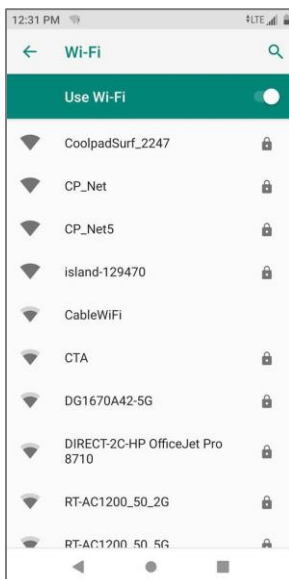 12:31 PM
LTE
Wi-Fi
Use Wi-Fi
CoolpadSurf_2247
CP_Net
CP_Net5
island-129470
CableWiFi
CTA
DG1670A42-5G
DIRECT-2C-HP OfficeJet Pro
8710
RT-AC1200_50_2G
RT-AC1200_50_5G